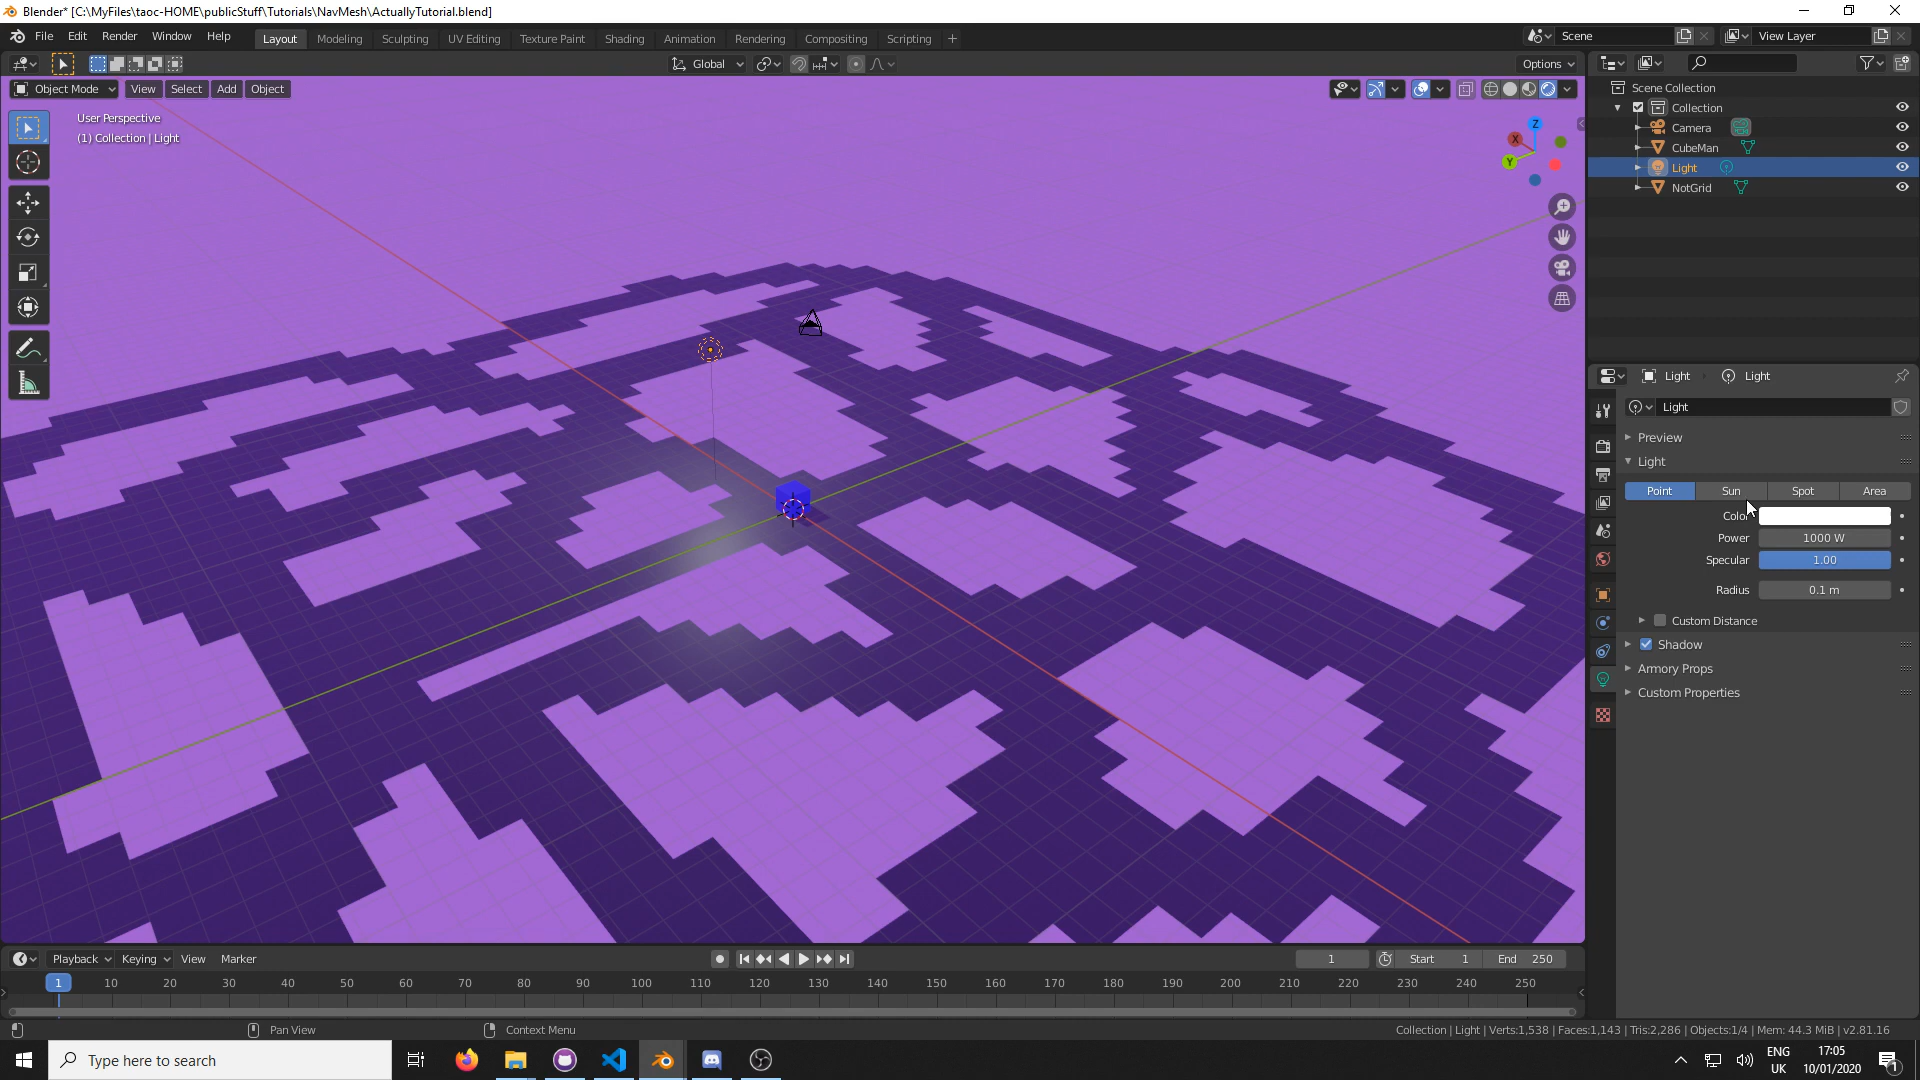 Blender* [C:\MyFiles\taoc-HOME\publicStuff\Tutorials\NavMesh\ActuallyTutorial.blend]
File Edit Render Window Help Layout Modeling Sculpting UV Editing Texture Paint Shading Animation Rendering Compositing Scripting + Scene View Layer
Global Options
Object Mode View Select Add Object
User Perspective
(1) Collection | Light
Z
X
Y
Scene Collection
Collection
Camera
CubeMan
Light
NotGrid
Light Light
Light
Preview
Light
Point Sun Spot Area
Color
Power 1000 W
Specular 1.00
Radius 0.1 m
Custom Distance
Shadow
Armory Props
Custom Properties
Playback Keying View Marker 1 Start 1 End 250
1 10 20 30 40 50 60 70 80 90 100 110 120 130 140 150 160 170 180 190 200 210 220 230 240 250
Pan View Context Menu Collection | Light | Verts:1,538 | Faces:1,143 | Tris:2,286 | Objects:1/4 | Mem: 44.3 MiB | v2.81.16
Type here to search
ENG
UK
17:05
10/01/2020
1